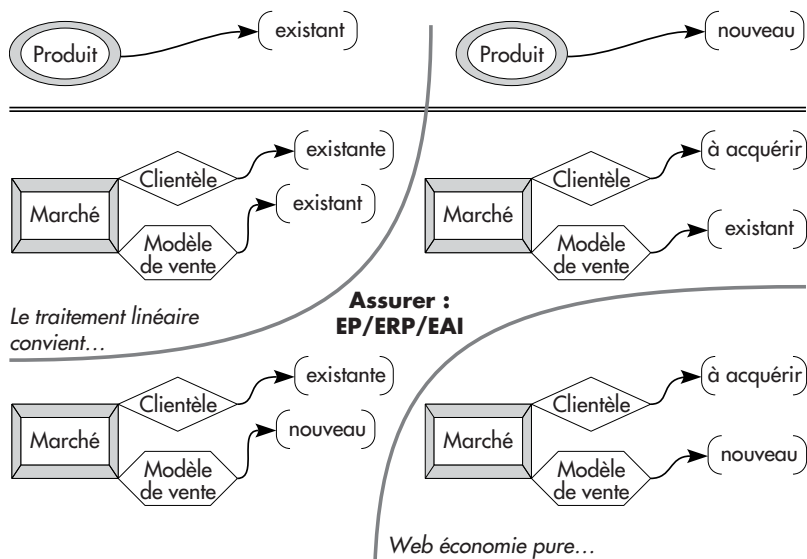 Produit
existant
Produit
nouveau
Marché
Clientèle
existante
Modèle
de vente
existant
Marché
Clientèle
à acquérir
Modèle
de vente
existant
Le traitement linéaire
convient…
Assurer :
EP/ERP/EAI
Marché
Clientèle
existante
Modèle
de vente
nouveau
Marché
Clientèle
à acquérir
Modèle
de vente
nouveau
Web économie pure…